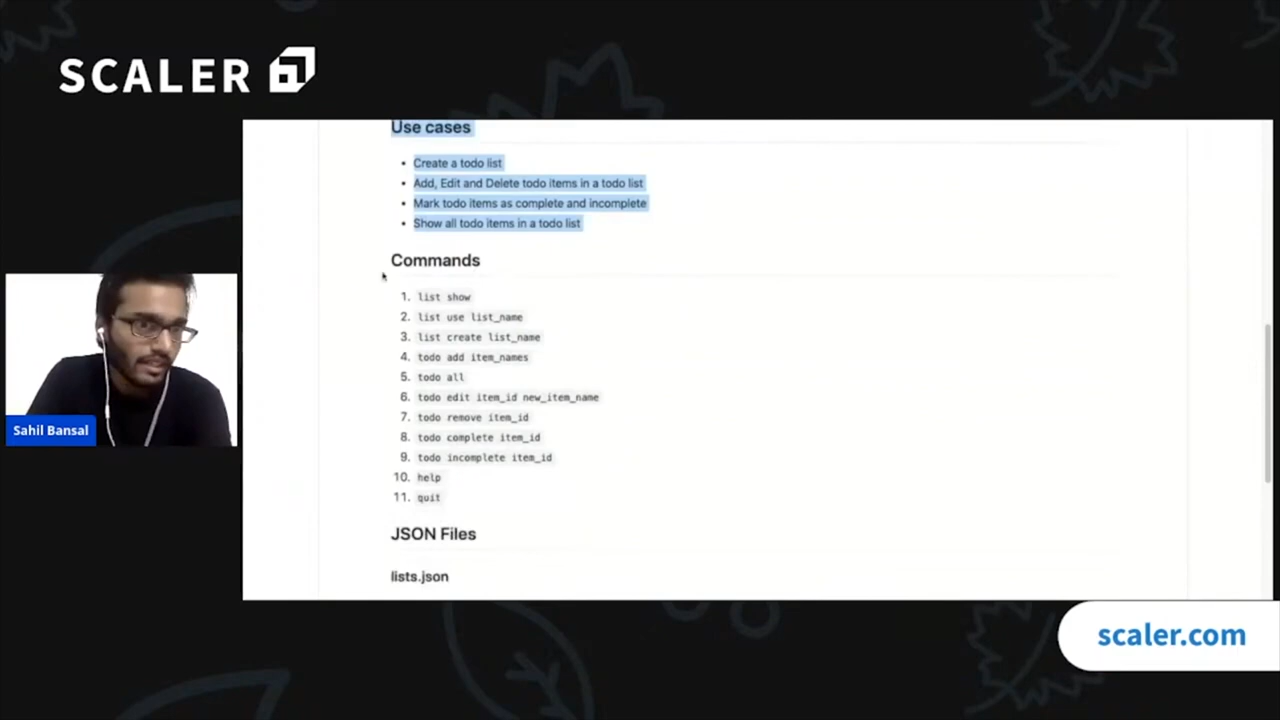 SCALER
Use cases
• Create a todo list
• Add, Edit and Delete todo items in a todo list
• Mark todo items as complete and incomplete
• Show all todo items in a todo list
Commands
1. list show
2. list use list_name
3. list create list_name
4. todo add item_names
5. todo all
6. todo edit item_id new_item_name
7. todo remove item_id
8. todo complete item_id
9. todo incomplete item_id
10. help
11. quit
JSON Files
lists.json
Sahil Bansal
scaler.com